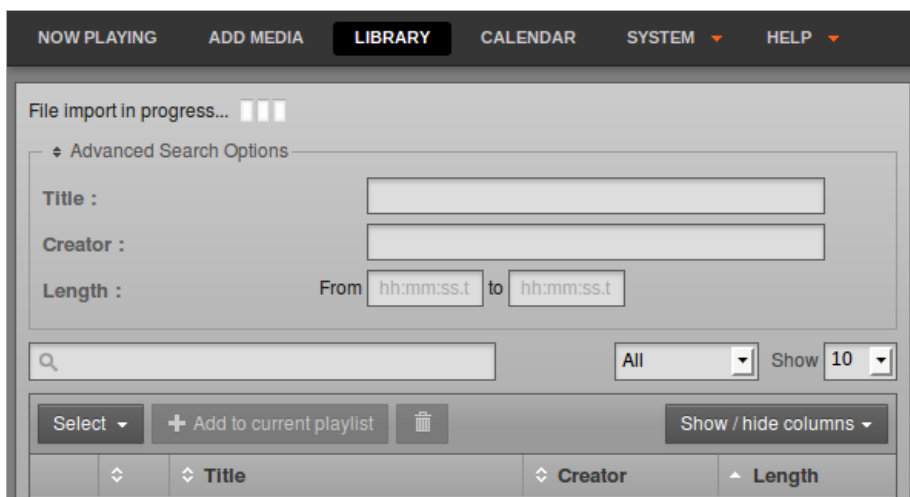 NOW PLAYING ADD MEDIA LIBRARY CALENDAR SYSTEM HELP
File import in progress...
Advanced Search Options
Title :
Creator :
Length : From hh:mm:ss.t to hh:mm:ss.t
All Show 10
Select + Add to current playlist Show / hide columns
Title Creator Length